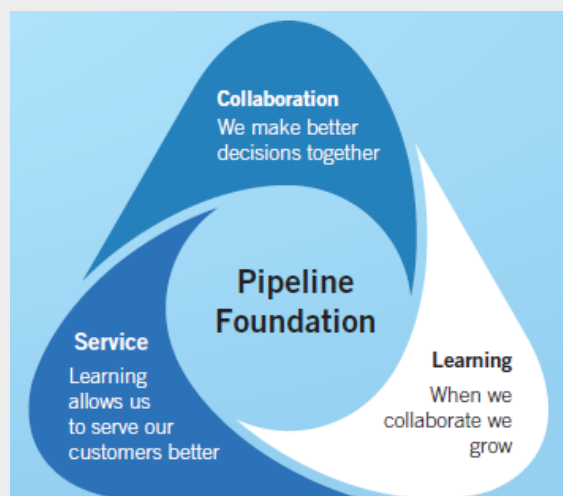 Collaboration
We make better
decisions together
Pipeline
Foundation
Service
Learning
allows us
to serve our
customers better
Learning
When we
collaborate we
grow